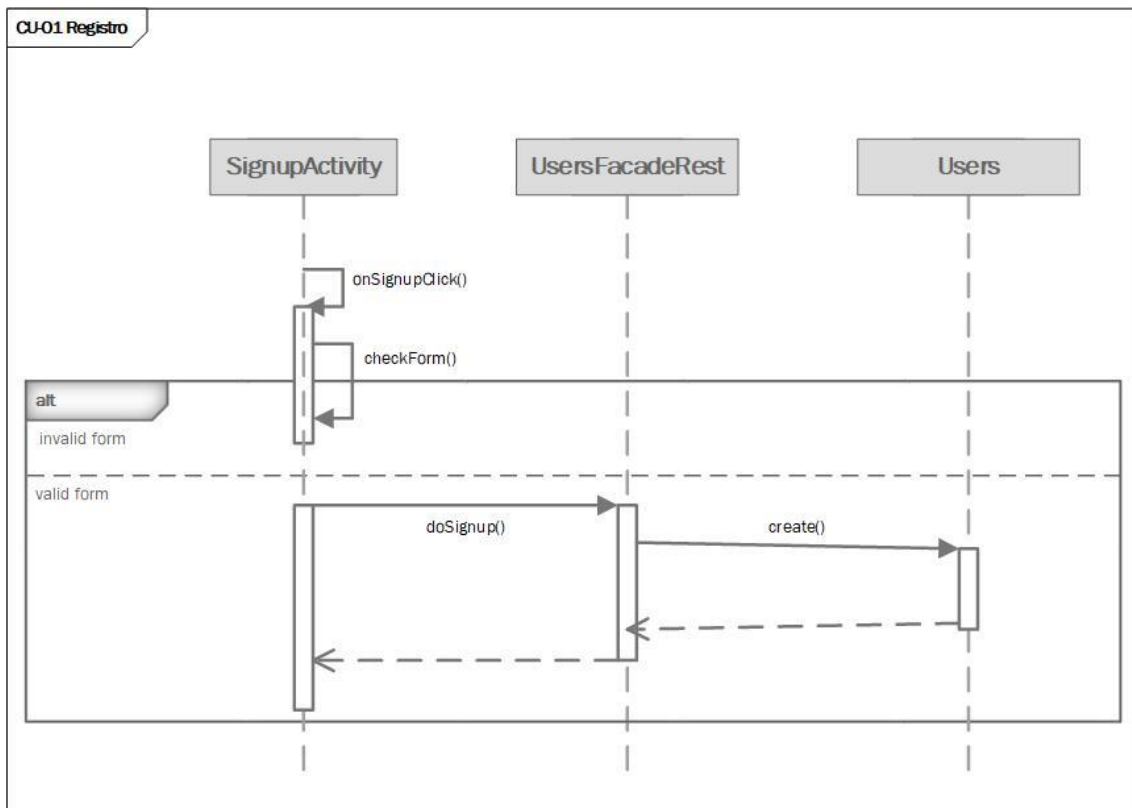 CU-01 Registro
SignupActivity
UsersFacadeRest
Users
onSignupClick()
checkForm()
alt
invalid form
valid form
doSignup()
create()